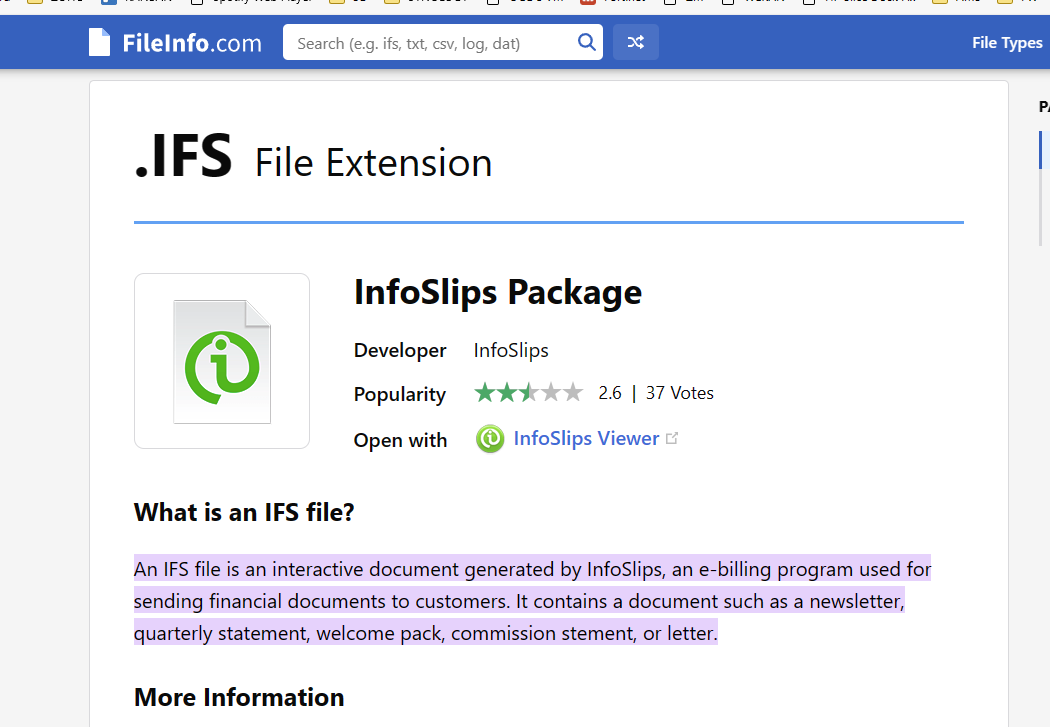 Spotify Web Player
FileInfo.com
Search (e.g. ifs, txt, csv, log, dat)
File Types
.IFS File Extension
InfoSlips Package
Developer InfoSlips
Popularity 2.6 | 37 Votes
Open with InfoSlips Viewer
What is an IFS file?
An IFS file is an interactive document generated by InfoSlips, an e-billing program used for
sending financial documents to customers. It contains a document such as a newsletter,
quarterly statement, welcome pack, commission stement, or letter.
More Information